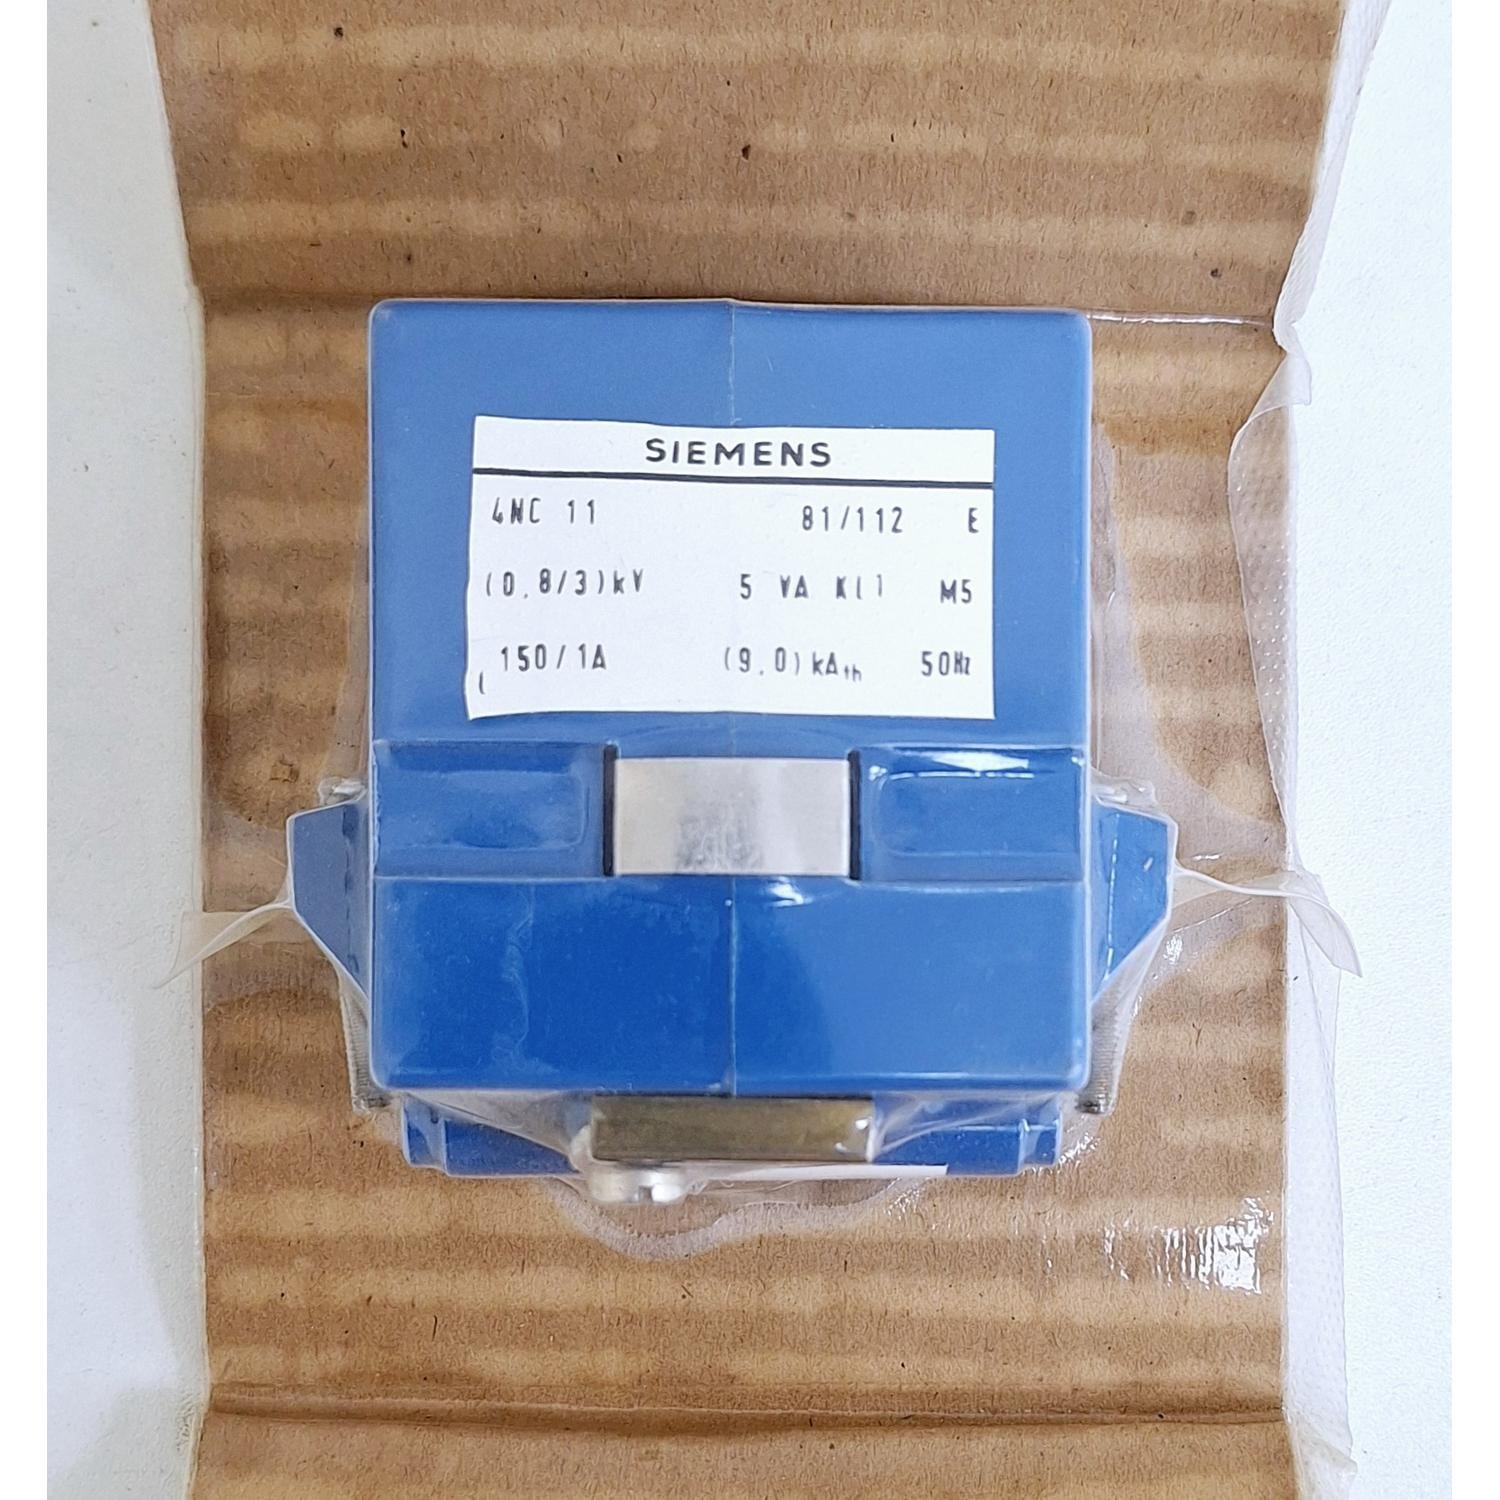 SIEMENS
4NC 11 81/112 E
(0,8/3)kV 5 VA Kl1 M5
150/1A (9,0)kAth 50Hz